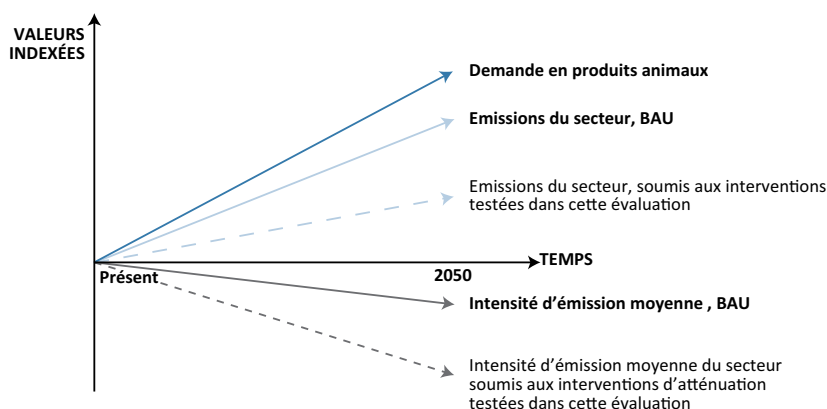 VALEURS
INDEXÉES
Demande en produits animaux
Emissions du secteur, BAU
Emissions du secteur, soumis aux interventions
testées dans cette évaluation
TEMPS
Présent
2050
Intensité d’émission moyenne , BAU
Intensité d’émission moyenne du secteur
soumis aux interventions d’atténuation
testées dans cette évaluation